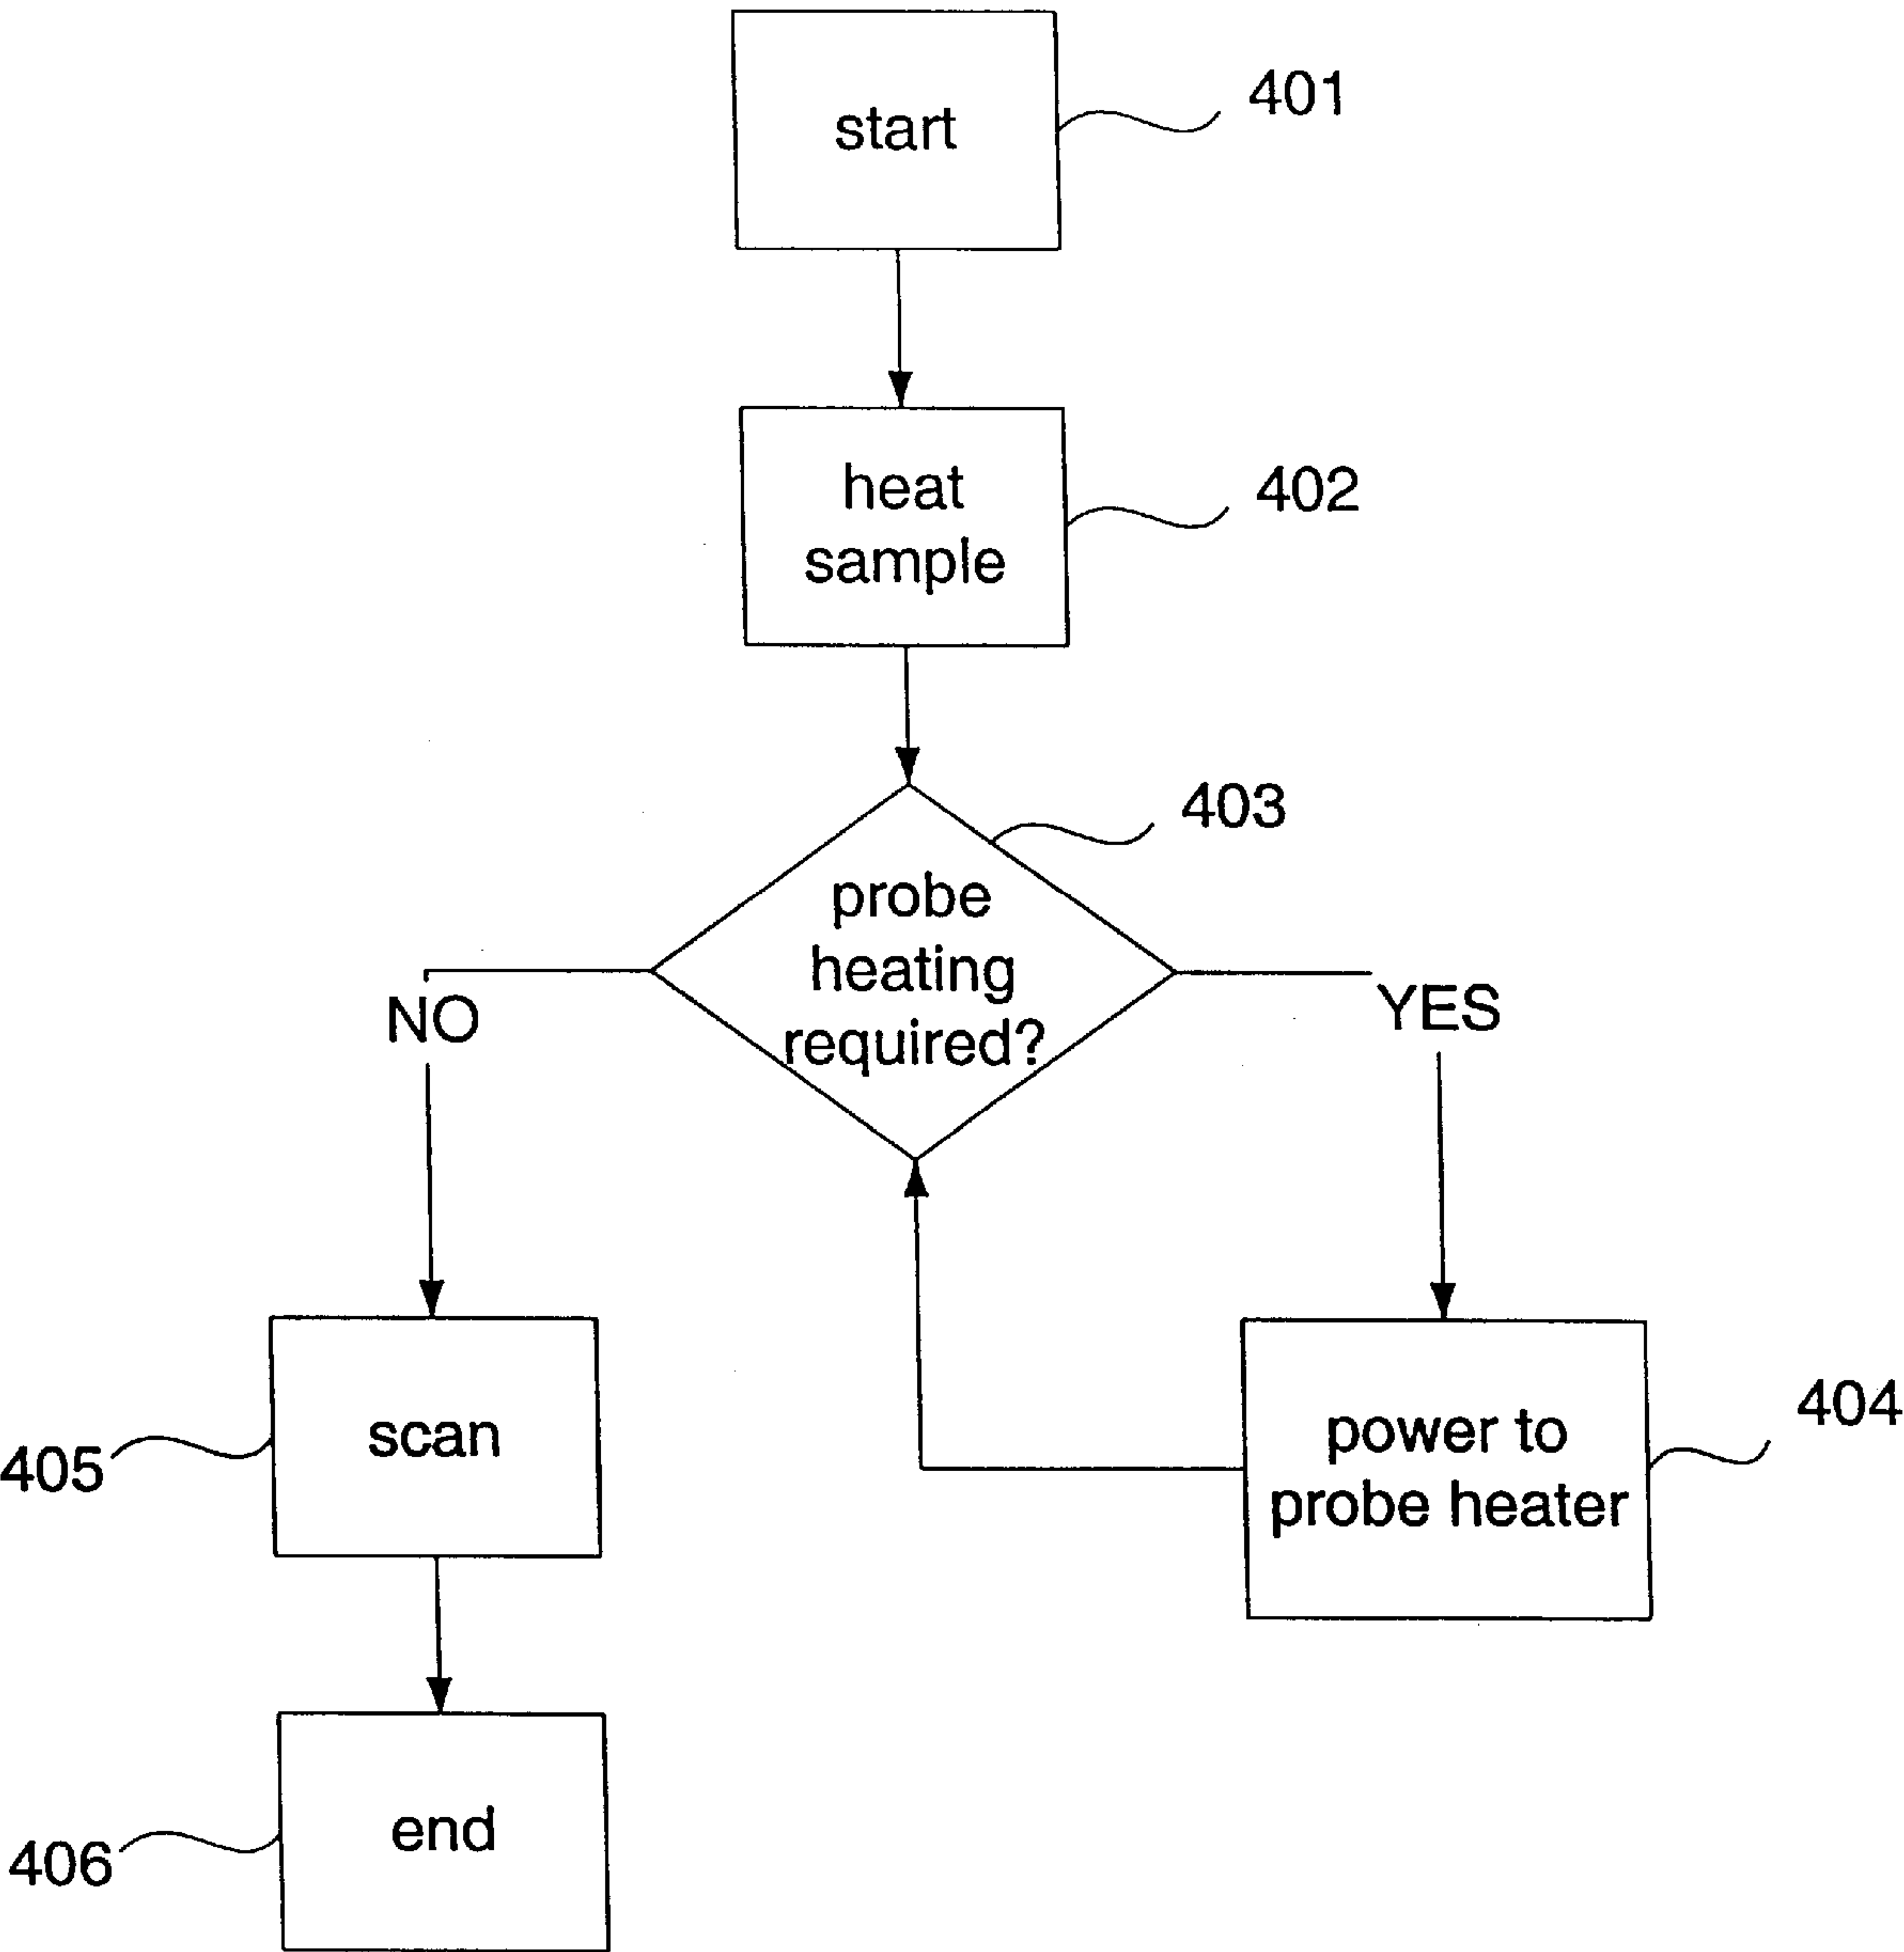 start
401
heat
sample
402
403
probe
heating
required?
NO
YES
scan
405
power to
probe heater
404
end
406